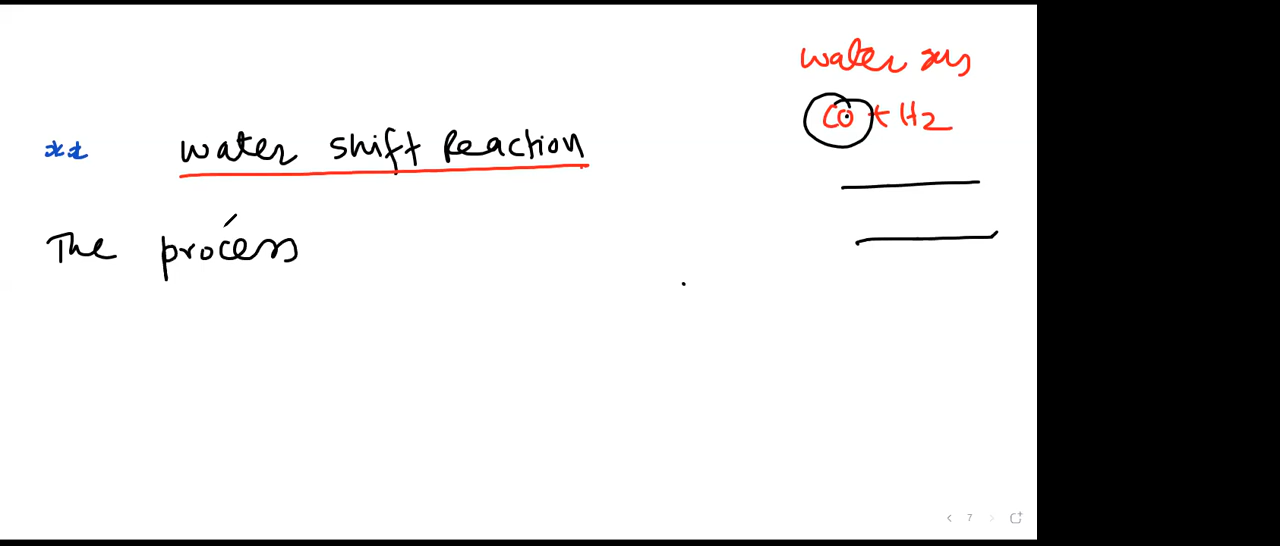 water gas
CO + H2
** water shift Reaction
The process
7